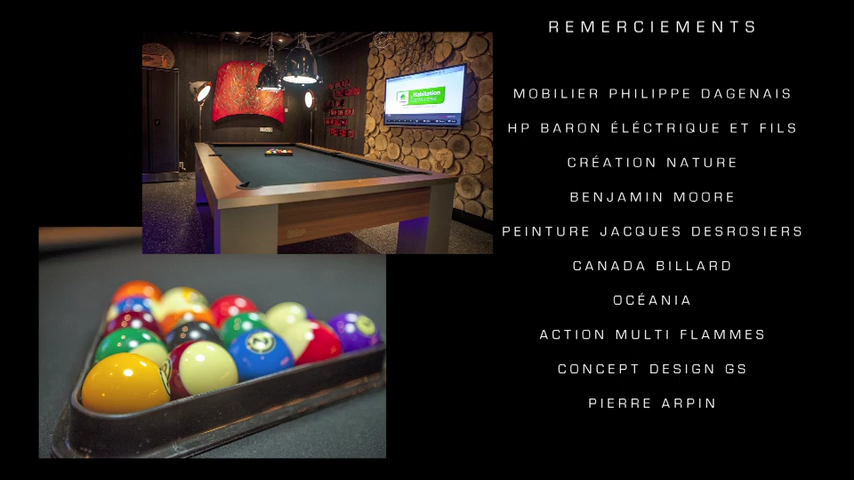 REMERCIEMENTS
MOBILIER PHILIPPE DAGENAIS
HP BARON ÉLÉCTRIQUE ET FILS
CRÉATION NATURE
BENJAMIN MOORE
PEINTURE JACQUES DESROSIERS
CANADA BILLARD
OCÉANIA
ACTION MULTI FLAMMES
CONCEPT DESIGN GS
PIERRE ARPIN
Habitation